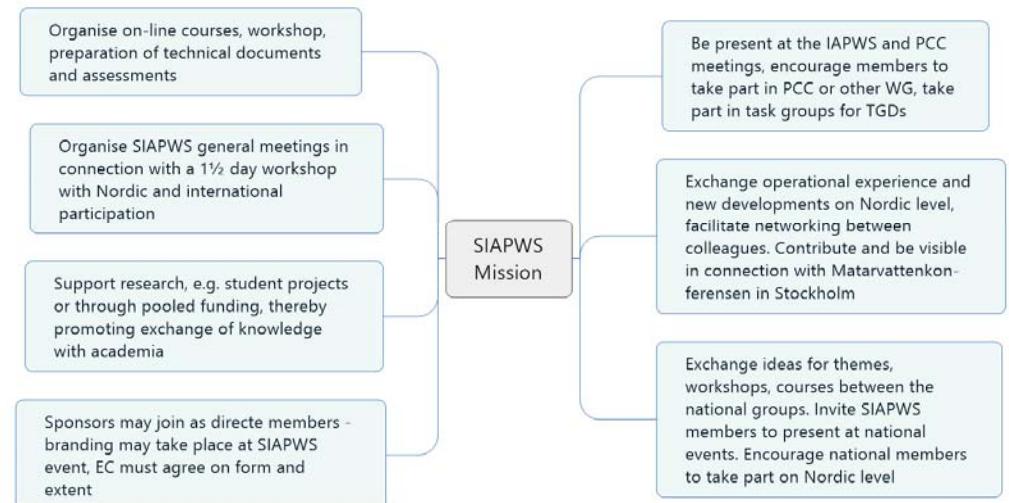 Organise on-line courses, workshop,
preparation of technical documents
and assessments
Organise SIAPWS general meetings in
connection with a 1½ day workshop
with Nordic and international
participation
Support research, e.g. student projects
or through pooled funding, thereby
promoting exchange of knowledge
with academia
Sponsors may join as directe members -
branding may take place at SIAPWS
event, EC must agree on form and
extent
SIAPWS
Mission
Be present at the IAPWS and PCC
meetings, encourage members to
take part in PCC or other WG, take
part in task groups for TGDs
Exchange operational experience and
new developments on Nordic level,
facilitate networking between
colleagues. Contribute and be visible
in connection with Matarvattenkon-
ferensen in Stockholm
Exchange ideas for themes,
workshops, courses between the
national groups. Invite SIAPWS
members to present at national
events. Encourage national members
to take part on Nordic level